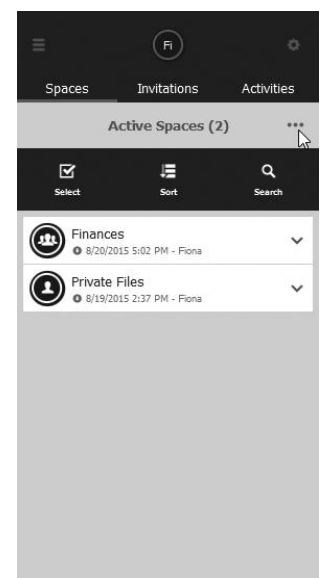 Fi
Spaces Invitations Activities
Active Spaces (2)
Select Sort Search
Finances
8/20/2015 5:02 PM - Fiona
Private Files
8/19/2015 2:37 PM - Fiona